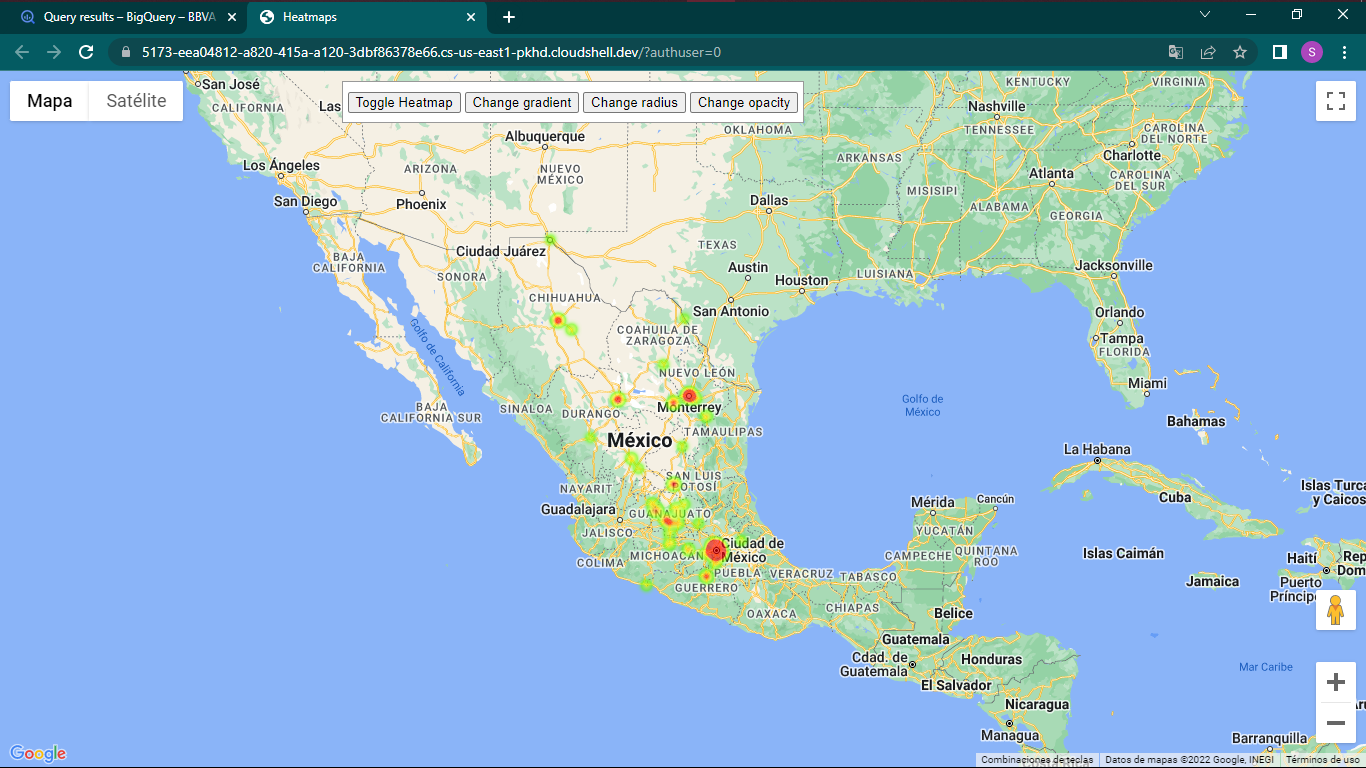 Query results – BigQuery – BBVA
Heatmaps
5173-eea04812-a820-415a-a120-3dbf86378e66.cs-us-east1-pkhd.cloudshell.dev/?authuser=0
S
Mapa
Satélite
Toggle Heatmap
Change gradient
Change radius
Change opacity
San José
CALIFORNIA
Las
KENTUCKY
VIRGINIA
Nashville
TENNESSEE
CAROLINA
DEL NORTE
Charlotte
OKLAHOMA
Albuquerque
ARKANSAS
Los Ángeles
ARIZONA
NUEVO
MÉXICO
Atlanta
CAROLINA
DEL SUR
MISISIPI
ALABAMA
GEORGIA
San Diego
Phoenix
Dallas
TEXAS
Ciudad Juárez
BAJA
CALIFORNIA
SONORA
Austin
Houston
LUISIANA
Jacksonville
CHIHUAHUA
San Antonio
Orlando
Tampa
FLORIDA
COAHUILA DE
ZARAGOZA
Golfo de California
NUEVO LEÓN
Miami
BAJA
CALIFORNIA SUR
SINALOA
DURANGO
Monterrey
Golfo de
México
Bahamas
TAMAULIPAS
México
La Habana
SAN LUIS
POTOSÍ
NAYARIT
Islas Turca
y Caicos
Cuba
Guadalajara
GUANAJUATO
Mérida
Cancún
JALISCO
YUCATÁN
Ciudad de
México
MICHOACÁN
COLIMA
CAMPECHE
QUINTANA
ROO
Islas Caimán
Haití
Rep
Dom
PUEBLA
VERACRUZ
TABASCO
Jamaica
Puerto
Príncip
GUERRERO
OAXACA
CHIAPAS
Belice
Guatemala
Cdad. de
Guatemala
Honduras
Mar Caribe
El Salvador
Nicaragua
Managua
Barranquilla
Costa Rica
Google
Combinaciones de teclas
Datos de mapas ©2022 Google, INEGI
Términos de uso